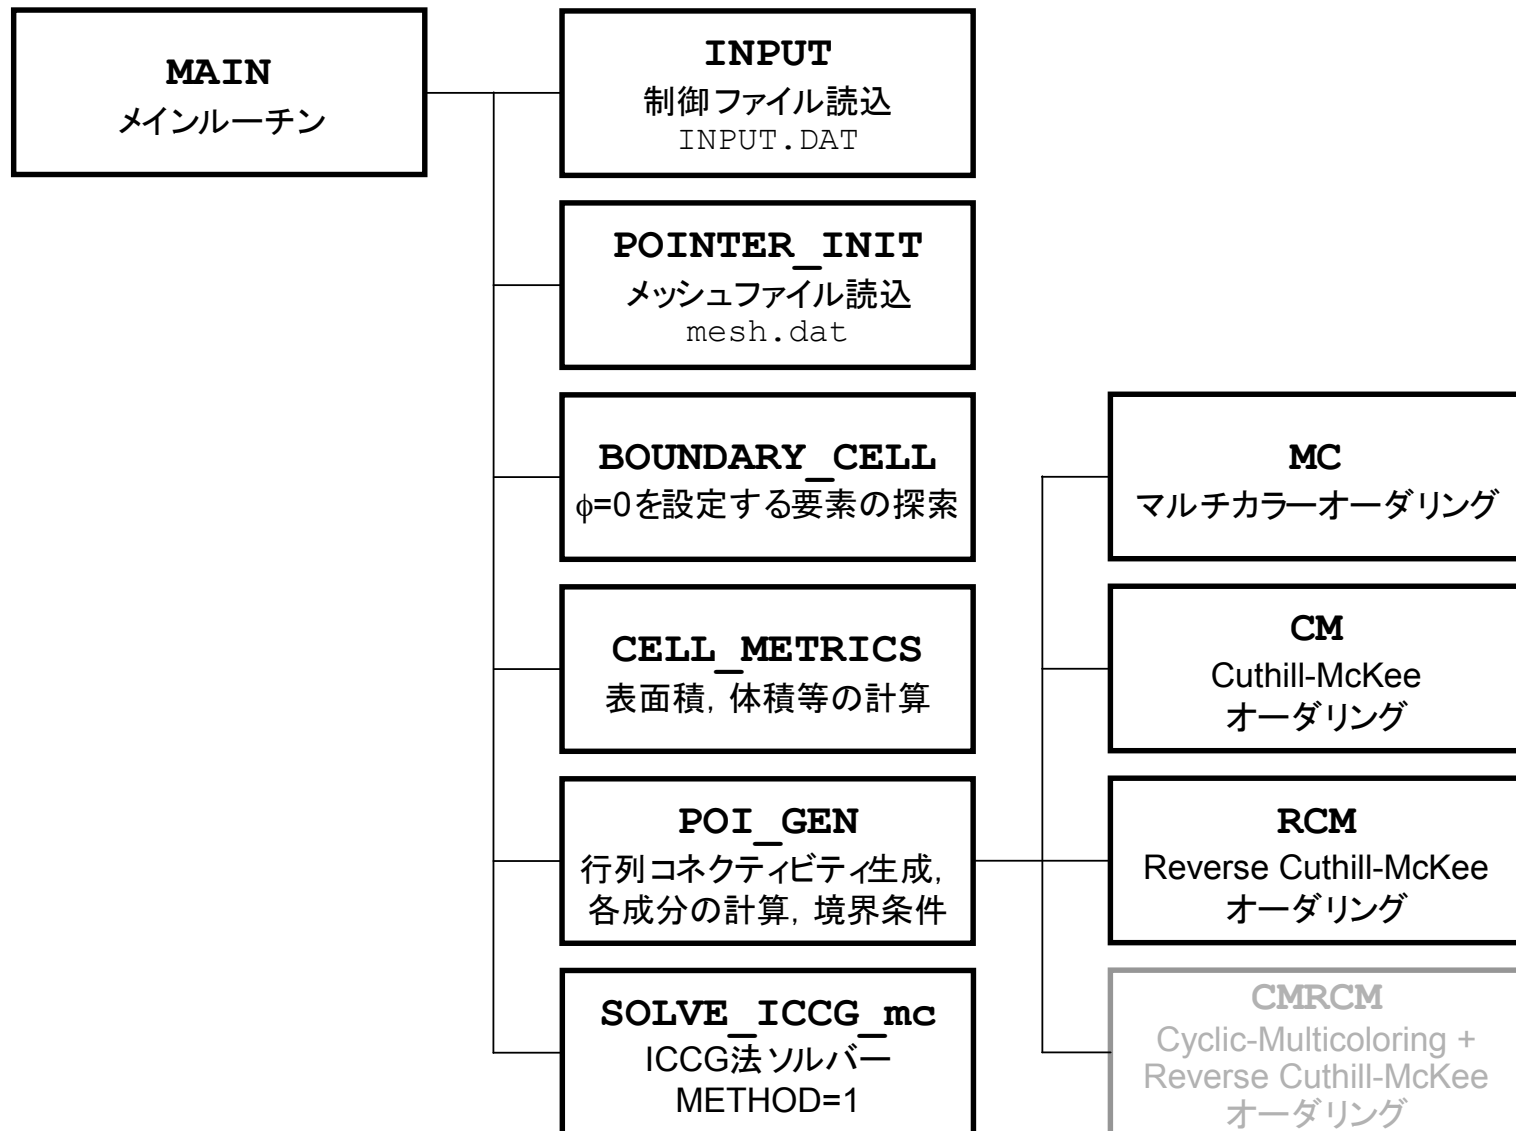 MAIN
メインルーチン
INPUT
制御ファイル読込
INPUT.DAT
POINTER_INIT
メッシュファイル読込
mesh.dat
BOUNDARY_CELL
φ=0を設定する要素の探索
CELL_METRICS
表面積, 体積等の計算
POI_GEN
行列コネクティビティ生成,
各成分の計算, 境界条件
SOLVE_ICCG_mc
ICCG法ソルバー
METHOD=1
MC
マルチカラーオーダリング
CM
Cuthill-McKee
オーダリング
RCM
Reverse Cuthill-McKee
オーダリング
CMRCM
Cyclic-Multicoloring +
Reverse Cuthill-McKee
オーダリング